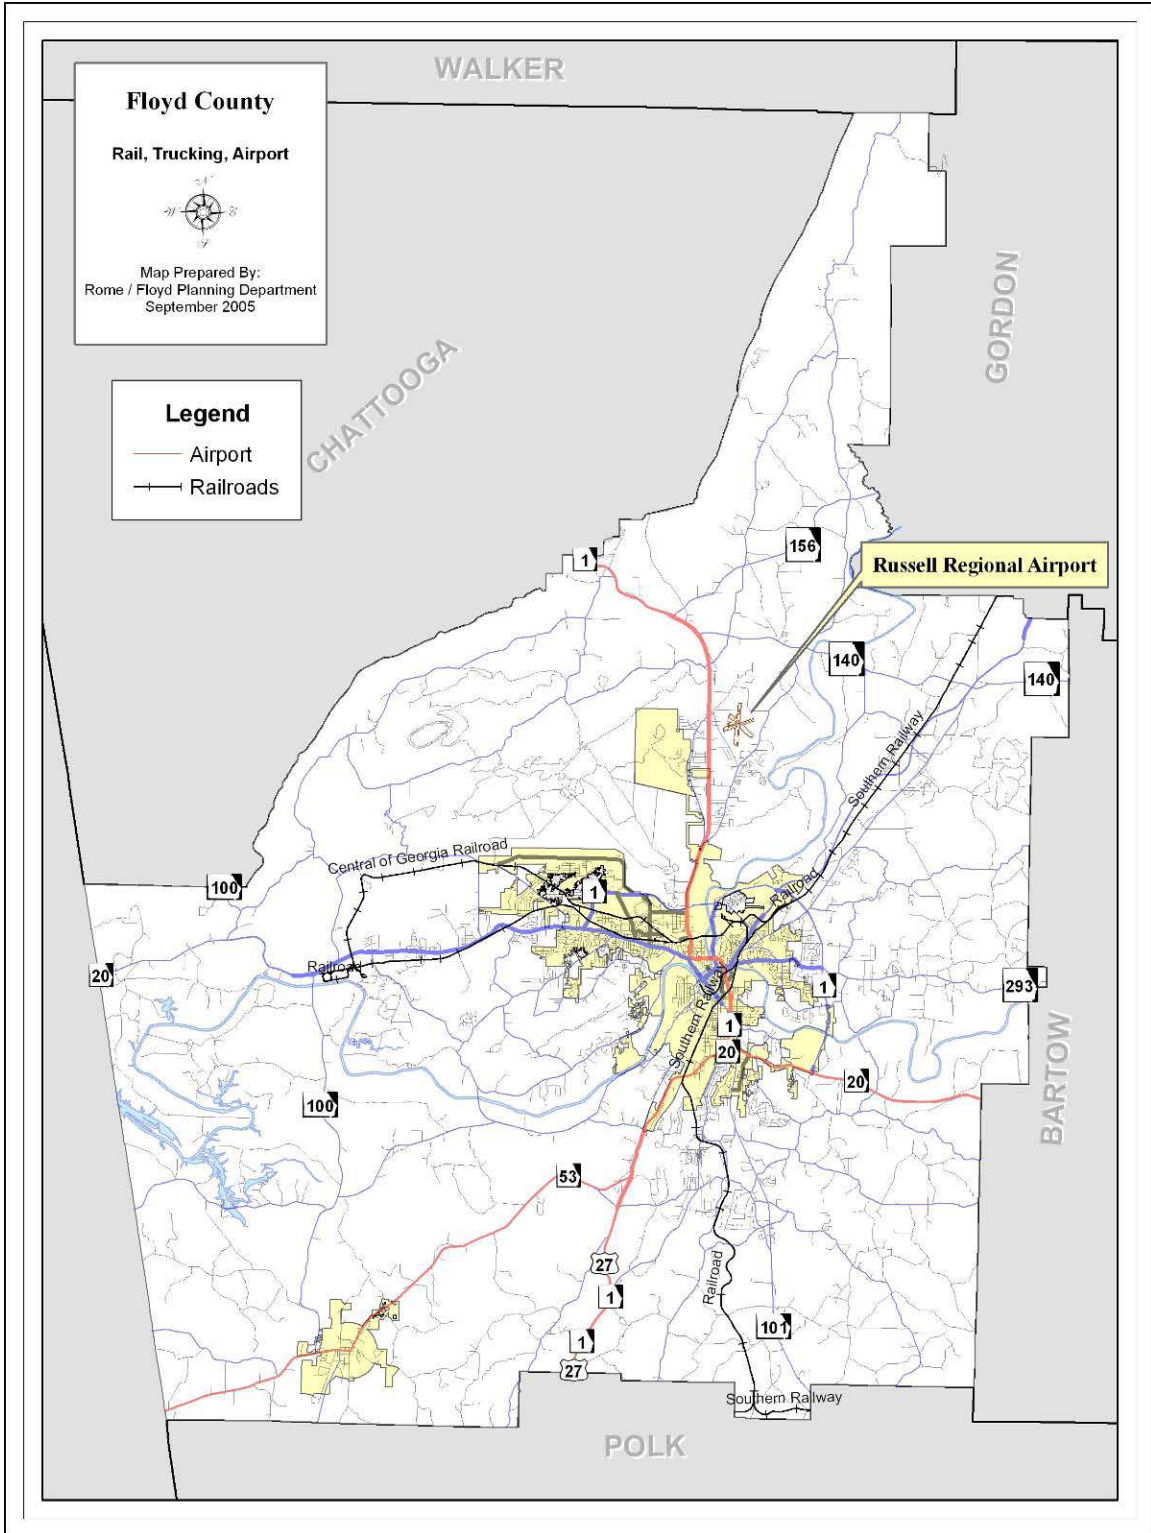 WALKER
Floyd County
Rail, Trucking, Airport
N
W
E
S
Map Prepared By:
Rome / Floyd Planning Department
September 2005
GORDON
CHATTOOGA
Legend
Airport
Railroads
1
156
Russell Regional Airport
140
140
Southern Railway
Central of Georgia Railroad
100
1
Railroad
20
Railroad
293
1
Southern Railway
1
20
20
BARTOW
100
53
27
Railroad
1
101
1
27
Southern Railway
POLK